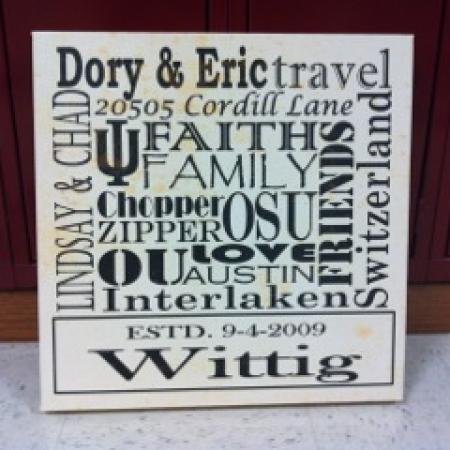 Dory & Eric travel
20505 Cordill Lane
LINDSAY & CHAD
FAITH
FAMILY
FRIENDS
Switzerland
Chopper
ZIPPER
OSU
LOVE
OU
AUSTIN
Interlaken
ESTD. 9-4-2009
Wittig